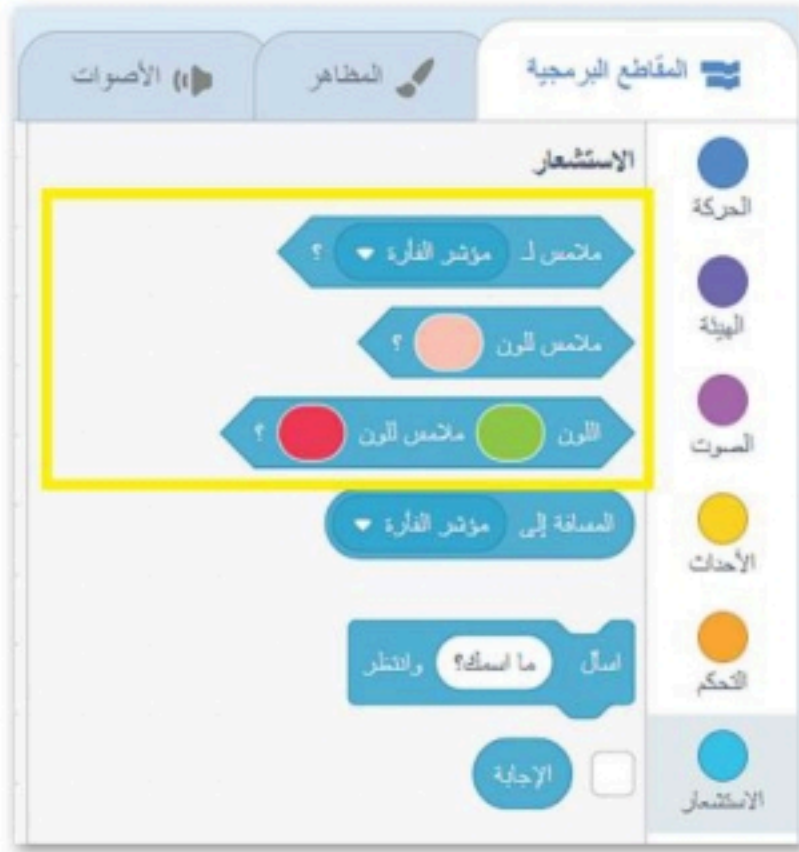 المقاطع البرمجية
المظاهر
الأصوات
الحركة
الهيئة
الصوت
الأحداث
التحكم
الاستشعار
الاستشعار
ملامس لـ مؤشر الفأرة ؟
ملامس للون ؟
اللون ملامس للون ؟
المسافة إلى مؤشر الفأرة
اسأل ما اسمك؟ وانتظر
الإجابة